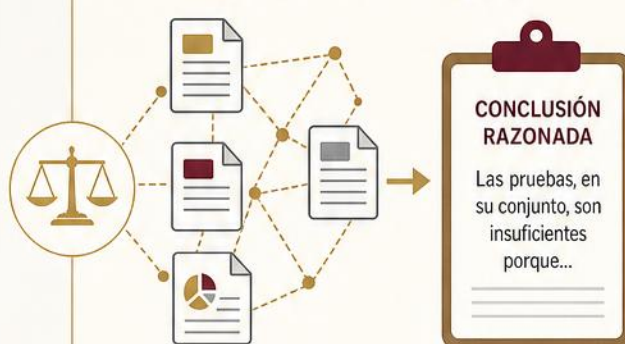 CONCLUSIÓN
RAZONADA
Las pruebas, en
su conjunto, son
insuficientes
porque...